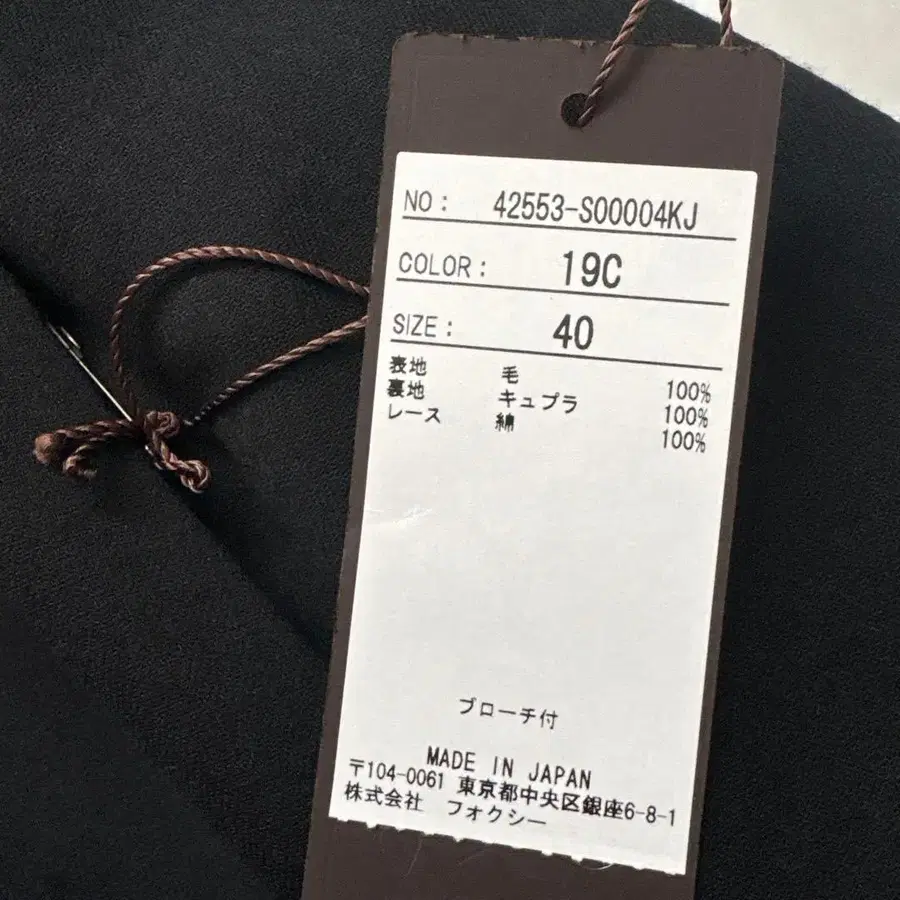 NO： 42553-S00004KJ
COLOR： 19C
SIZE： 40
表地 毛 100%
裏地 キュプラ 100%
レース 綿 100%
ブローチ付
MADE IN JAPAN
〒104-0061 東京都中央区銀座6-8-1
株式会社 フォクシー